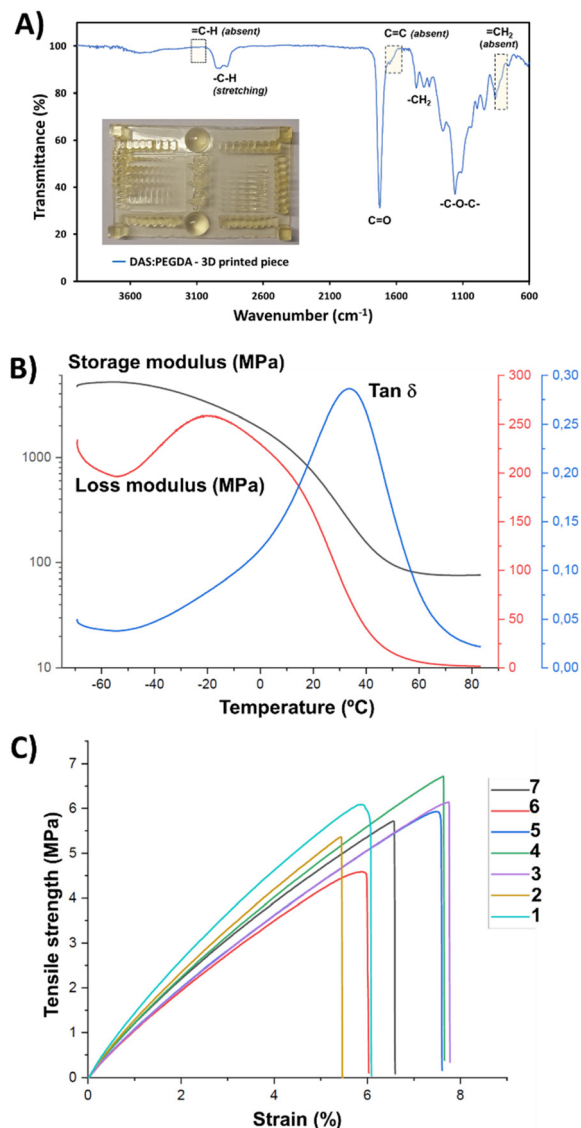 A)
=C-H (absent)
C=C (absent)
=CH2
(absent)
-C-H
(stretching)
-CH2
C=O
-C-O-C-
Transmittance (%)
100
80
60
40
20
0
DAS:PEGDA - 3D printed piece
3600
3100
2600
2100
1600
1100
600
Wavenumber (cm-1)
B)
Storage modulus (MPa)
Tan δ
Loss modulus (MPa)
1000
100
10
300
250
200
150
100
50
0
0,30
0,25
0,20
0,15
0,10
0,05
0,00
-60
-40
-20
0
20
40
60
80
Temperature (ºC)
C)
Tensile strength (MPa)
7
6
5
4
3
2
1
0
7
6
5
4
3
2
1
0
2
4
6
8
Strain (%)